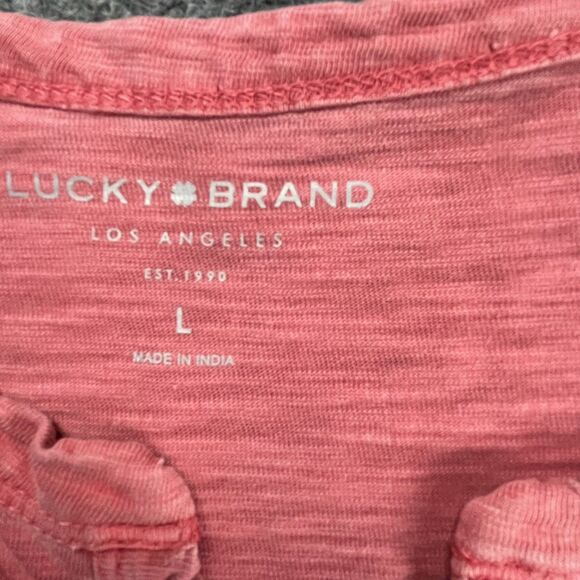 LUCKY BRAND
LOS ANGELES
EST. 1990
L
MADE IN INDIA